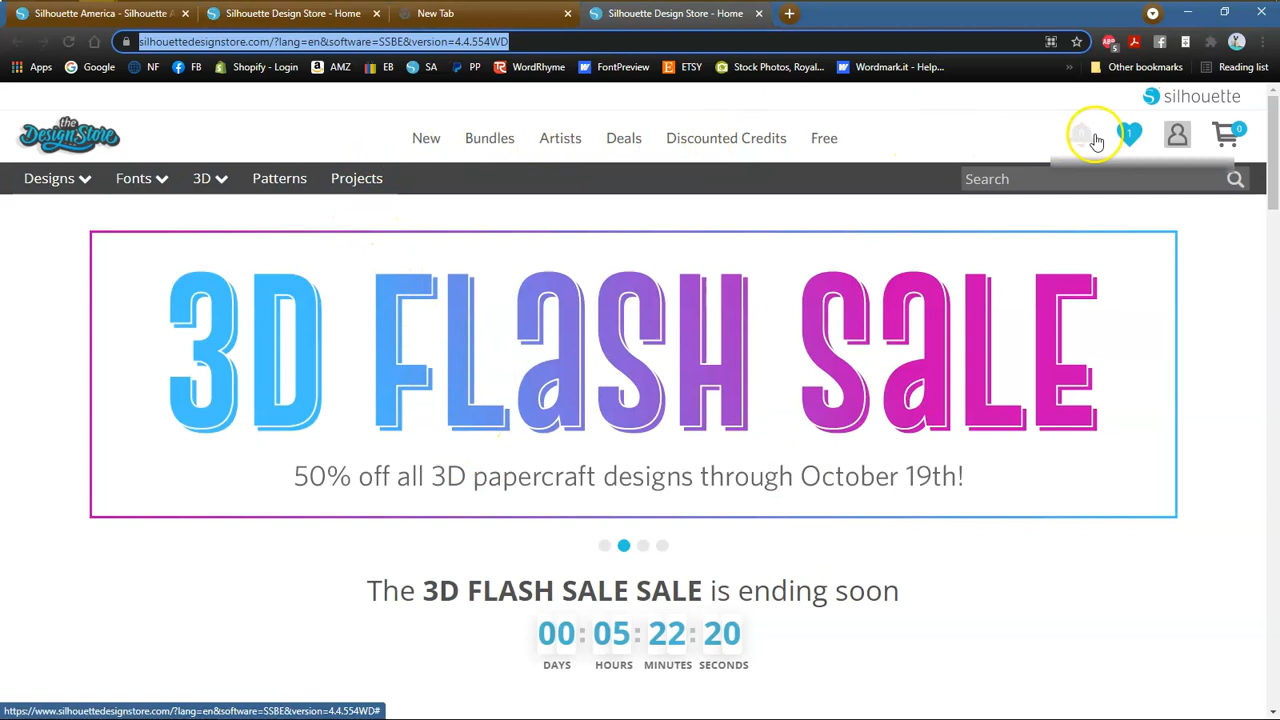 Silhouette America - Silhouette A
Silhouette Design Store - Home
New Tab
Silhouette Design Store - Home
silhouettedesignstore.com/?lang=en&software=SSBE&version=4.4.554WD
5
Apps
Google
NF
FB
Shopify - Login
AMZ
EB
SA
PP
WordRhyme
FontPreview
ETSY
Stock Photos, Royal...
Wordmark.it - Help...
»
Other bookmarks
Reading list
silhouette
the
Design Store
New
Bundles
Artists
Deals
Discounted Credits
Free
0
1
0
Designs
Fonts
3D
Patterns
Projects
Search
3D FLaSH SaLE
50% off all 3D papercraft designs through October 19th!
The 3D FLASH SALE SALE is ending soon
00 : 05 : 22 : 20
DAYS HOURS MINUTES SECONDS
https://www.silhouettedesignstore.com/?lang=en&software=SSBE&version=4.4.554WD#